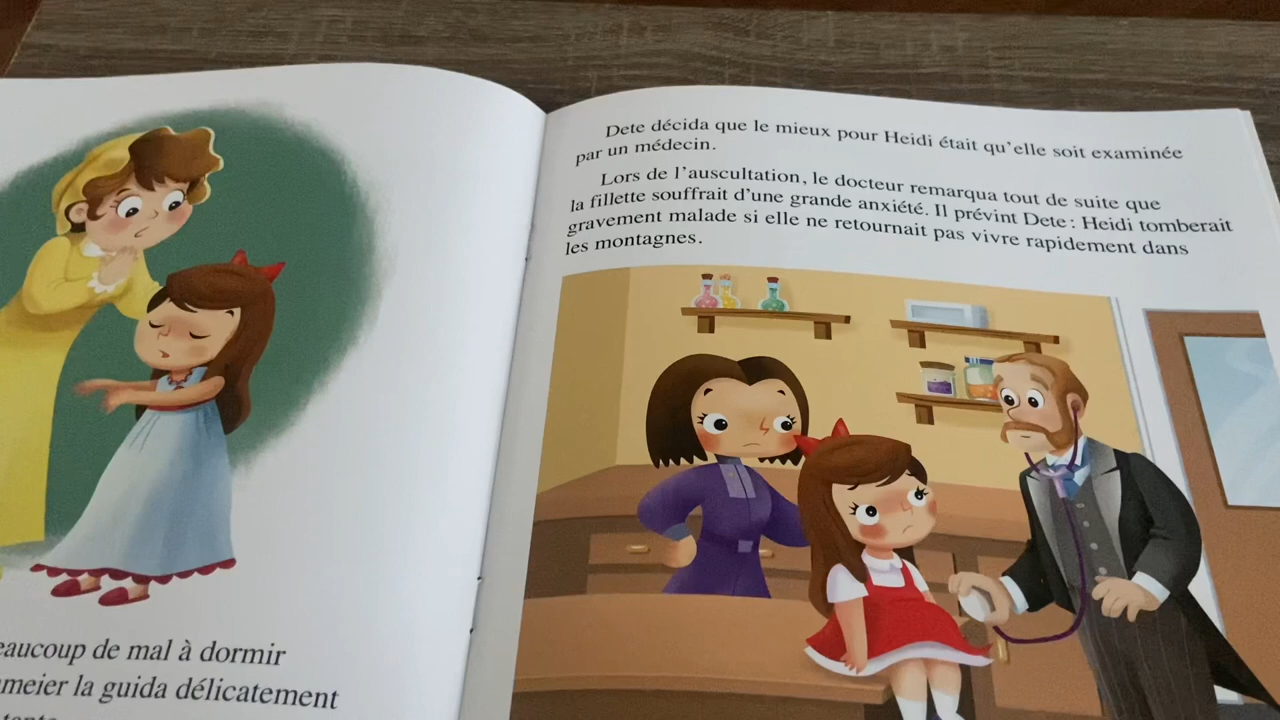 eaucoup de mal à dormir
meier la guida délicatement
Dete décida que le mieux pour Heidi était qu'elle soit examinée
par un médecin.
Lors de l'auscultation, le docteur remarqua tout de suite que
la fillette souffrait d'une grande anxiété. Il prévint Dete : Heidi tomberait
gravement malade si elle ne retournait pas vivre rapidement dans
les montagnes.